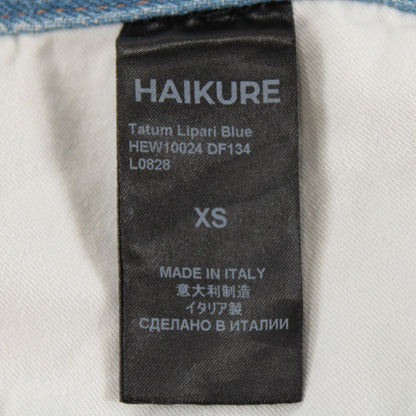 HAIKURE
Tatum Lipari Blue
HEW10024 DF134
L0828
XS
MADE IN ITALY
意大利制造
イタリア製
СДЕЛАНО В ИТАЛИИ